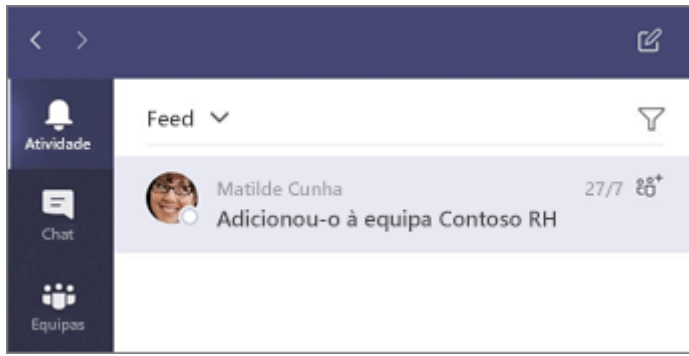 Atividade
Chat
Equipas
Feed
Matilde Cunha 27/7
Adicionou-o à equipa Contoso RH